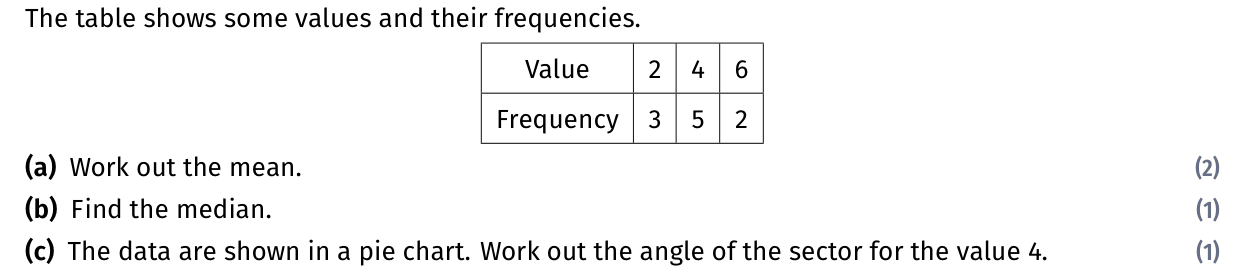 The table shows some values and their frequencies.
Value 2 4 6
Frequency 3 5 2
(a) Work out the mean. (2)
(b) Find the median. (1)
(c) The data are shown in a pie chart. Work out the angle of the sector for the value 4. (1)